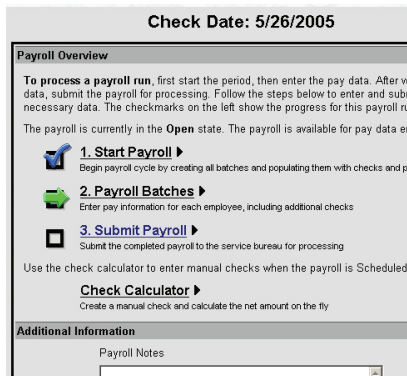 Check Date: 5/26/2005
Payroll Overview
To process a payroll run, first start the period, then enter the pay data. After
data, submit the payroll for processing. Follow the steps below to enter and
necessary data. The checkmarks on the left show the progress for this payroll
The payroll is currently in the Open state. The payroll is available for pay data
1. Start Payroll
Begin payroll cycle by creating all batches and populating them with checks and
2. Payroll Batches
Enter pay information for each employee, including additional checks
3. Submit Payroll
Submit the completed payroll to the service bureau for processing
Use the check calculator to enter manual checks when the payroll is Scheduled
Check Calculator
Create a manual check and calculate the net amount on the fly
Additional Information
Payroll Notes